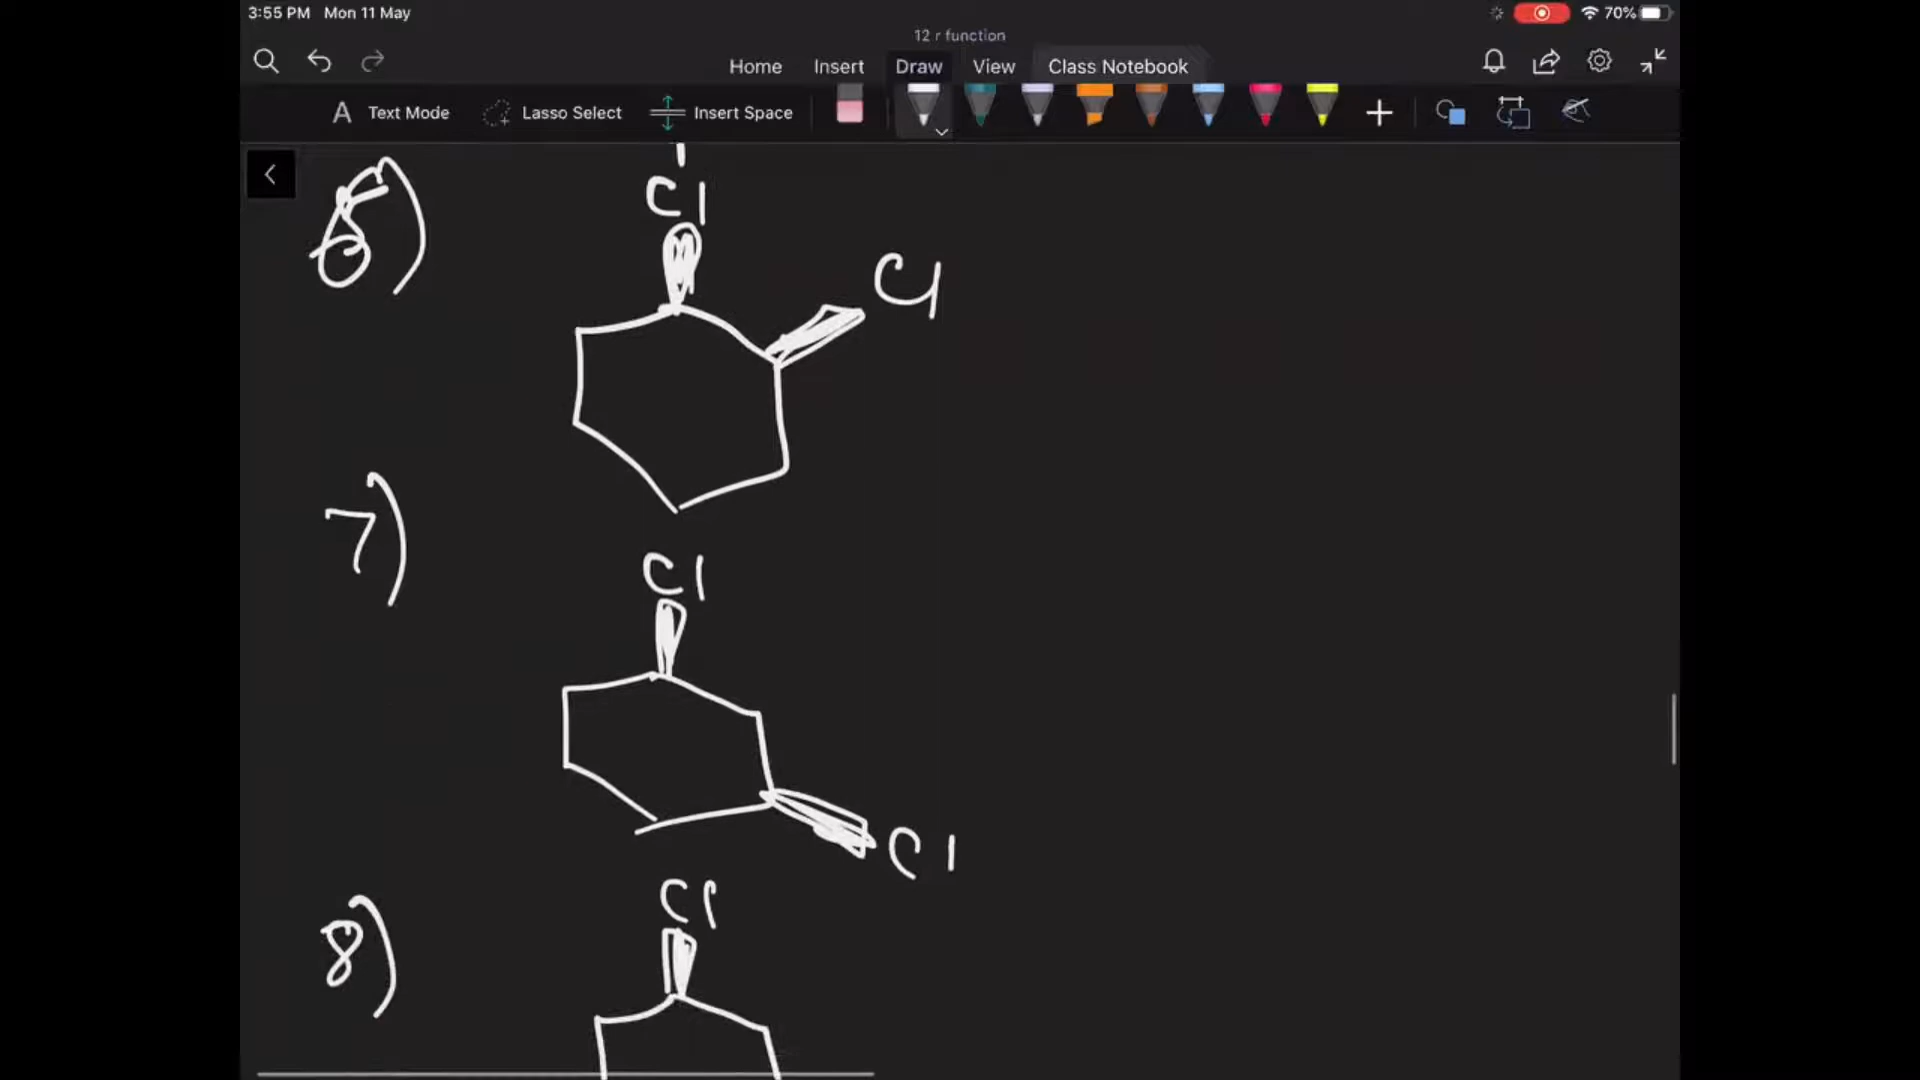 3:55 PM Mon 11 May
70%
12 r function
Home Insert Draw View Class Notebook
A Text Mode Lasso Select Insert Space
Cl
Cl
7)
Cl
Cl
8)
Cl